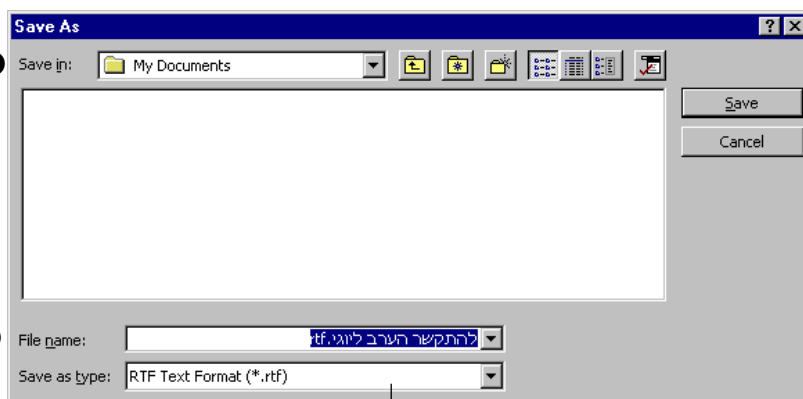 Save As
Save in: My Documents
Save
Cancel
File name: להתקשר הערב ליוגי.rtf
Save as type: RTF Text Format (*.rtf)